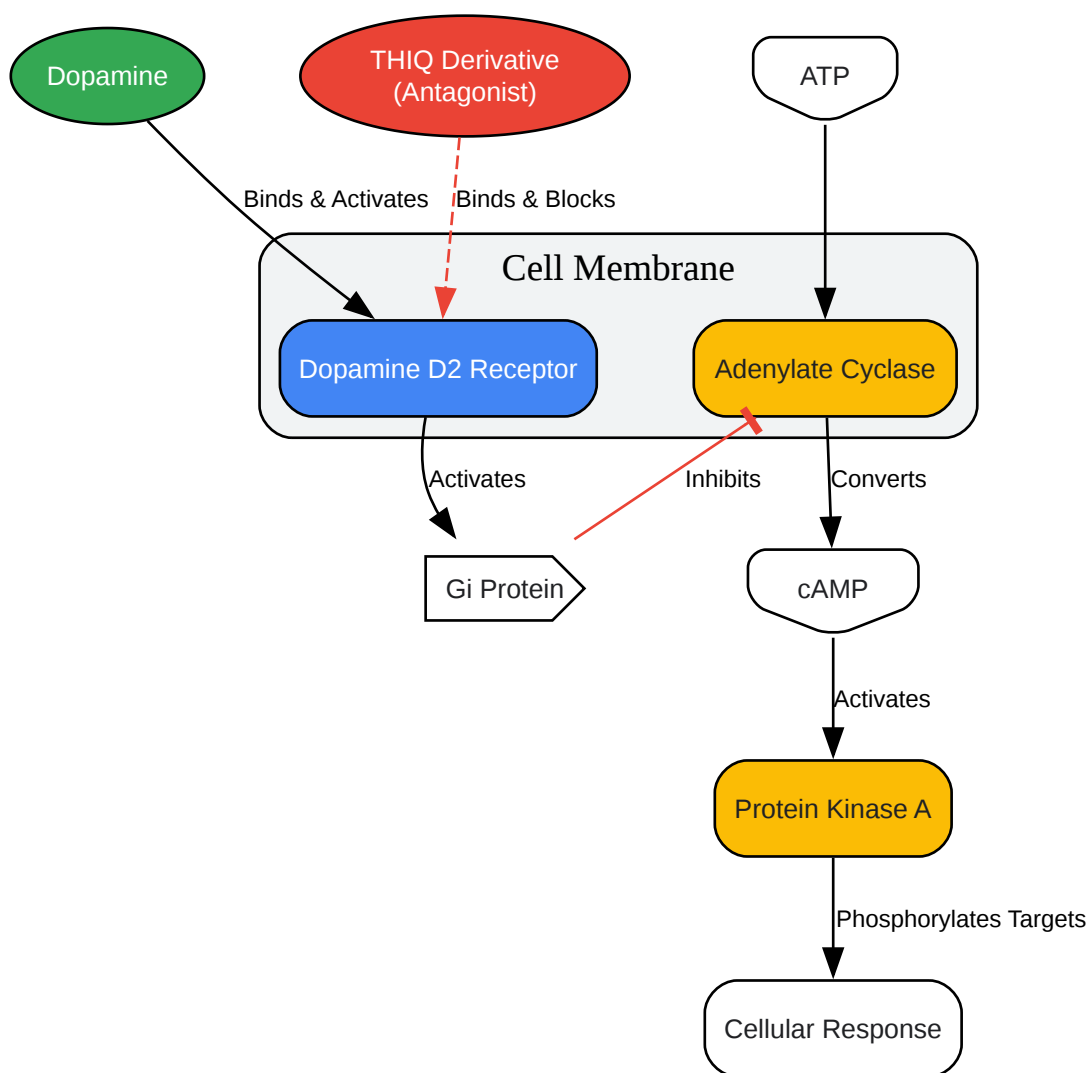 Dopamine
THIQ Derivative
(Antagonist)
ATP
Binds & Activates
Binds & Blocks
Cell Membrane
Dopamine D2 Receptor
Adenylate Cyclase
Activates
Inhibits
Converts
Gi Protein
cAMP
Activates
Protein Kinase A
Phosphorylates Targets
Cellular Response